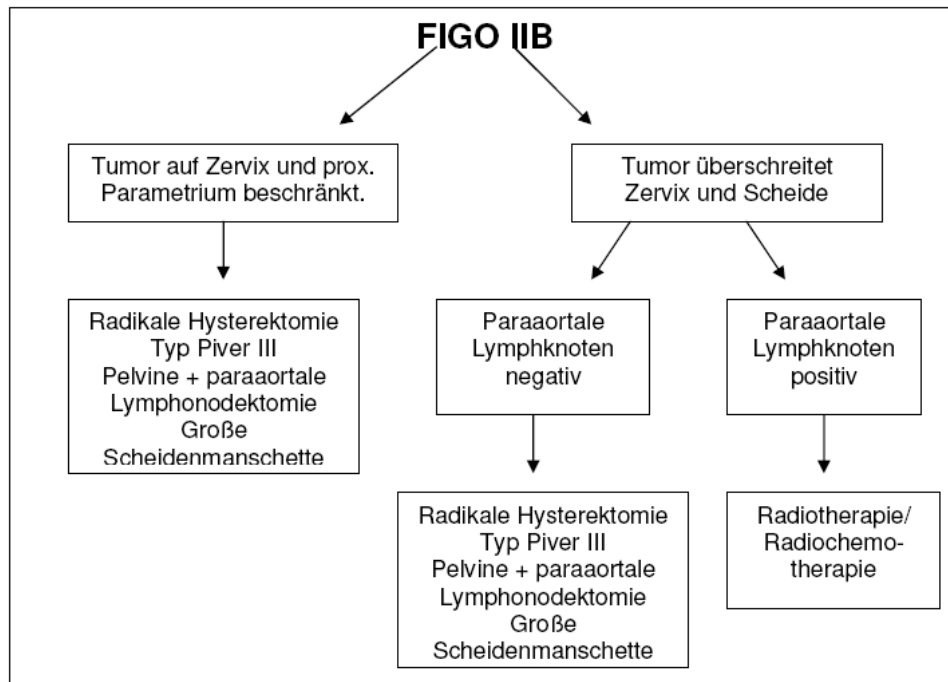 FIGO IIB
Tumor auf Zervix und prox.
Parametrium beschränkt.
Tumor überschreitet
Zervix und Scheide
Radikale Hysterektomie
Typ Piver III
Pelvine + paraaortale
Lymphonodektomie
Große
Scheidenmanschette
Paraaortale
Lymphknoten
negativ
Paraaortale
Lymphknoten
positiv
Radikale Hysterektomie
Typ Piver III
Pelvine + paraaortale
Lymphonodektomie
Große
Scheidenmanschette
Radiotherapie/
Radiochemo-
therapie